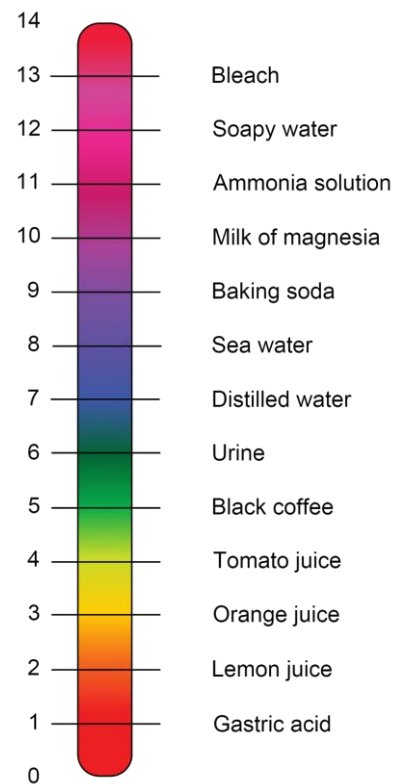 14
13 Bleach
12 Soapy water
11 Ammonia solution
10 Milk of magnesia
9 Baking soda
8 Sea water
7 Distilled water
6 Urine
5 Black coffee
4 Tomato juice
3 Orange juice
2 Lemon juice
1 Gastric acid
0